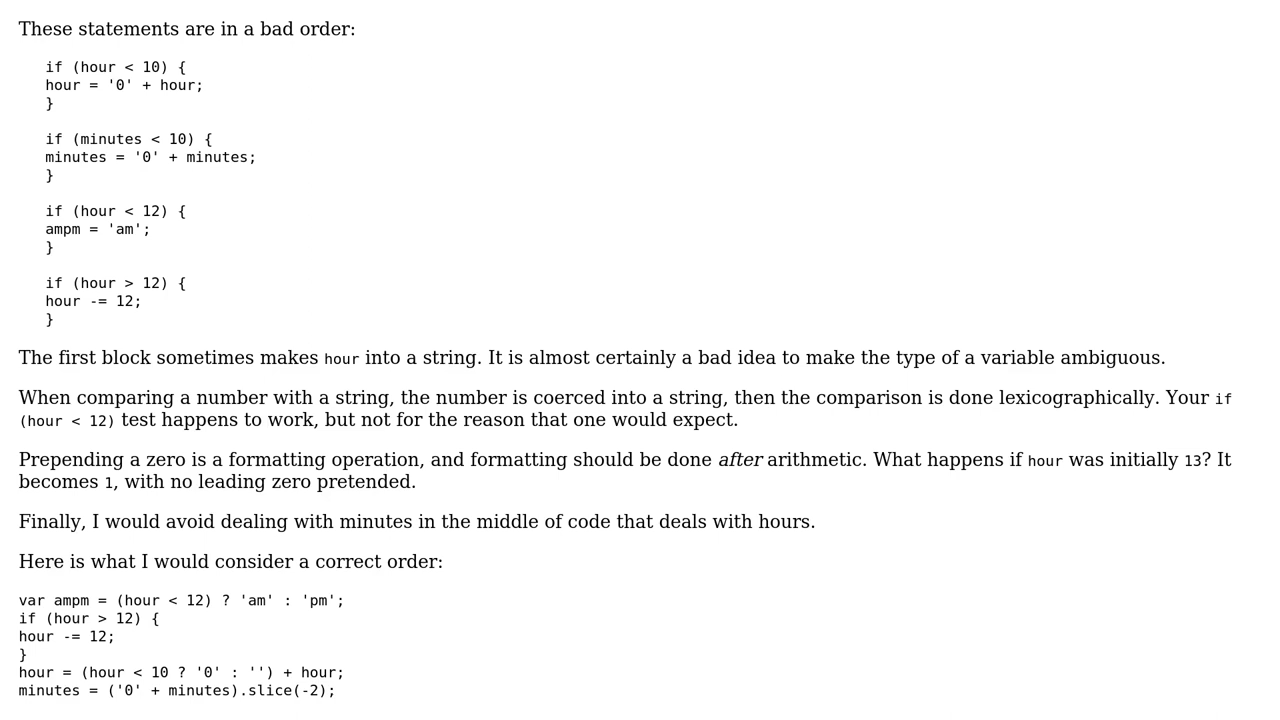 These statements are in a bad order:
if (hour < 10) {
hour = '0' + hour;
}
if (minutes < 10) {
minutes = '0' + minutes;
}
if (hour < 12) {
ampm = 'am';
}
if (hour > 12) {
hour -= 12;
}
The first block sometimes makes hour into a string. It is almost certainly a bad idea to make the type of a variable ambiguous.
When comparing a number with a string, the number is coerced into a string, then the comparison is done lexicographically. Your if
(hour < 12) test happens to work, but not for the reason that one would expect.
Prepending a zero is a formatting operation, and formatting should be done after arithmetic. What happens if hour was initially 13? It
becomes 1, with no leading zero pretended.
Finally, I would avoid dealing with minutes in the middle of code that deals with hours.
Here is what I would consider a correct order:
var ampm = (hour < 12) ? 'am' : 'pm';
if (hour > 12) {
hour -= 12;
}
hour = (hour < 10 ? '0' : '') + hour;
minutes = ('0' + minutes).slice(-2);